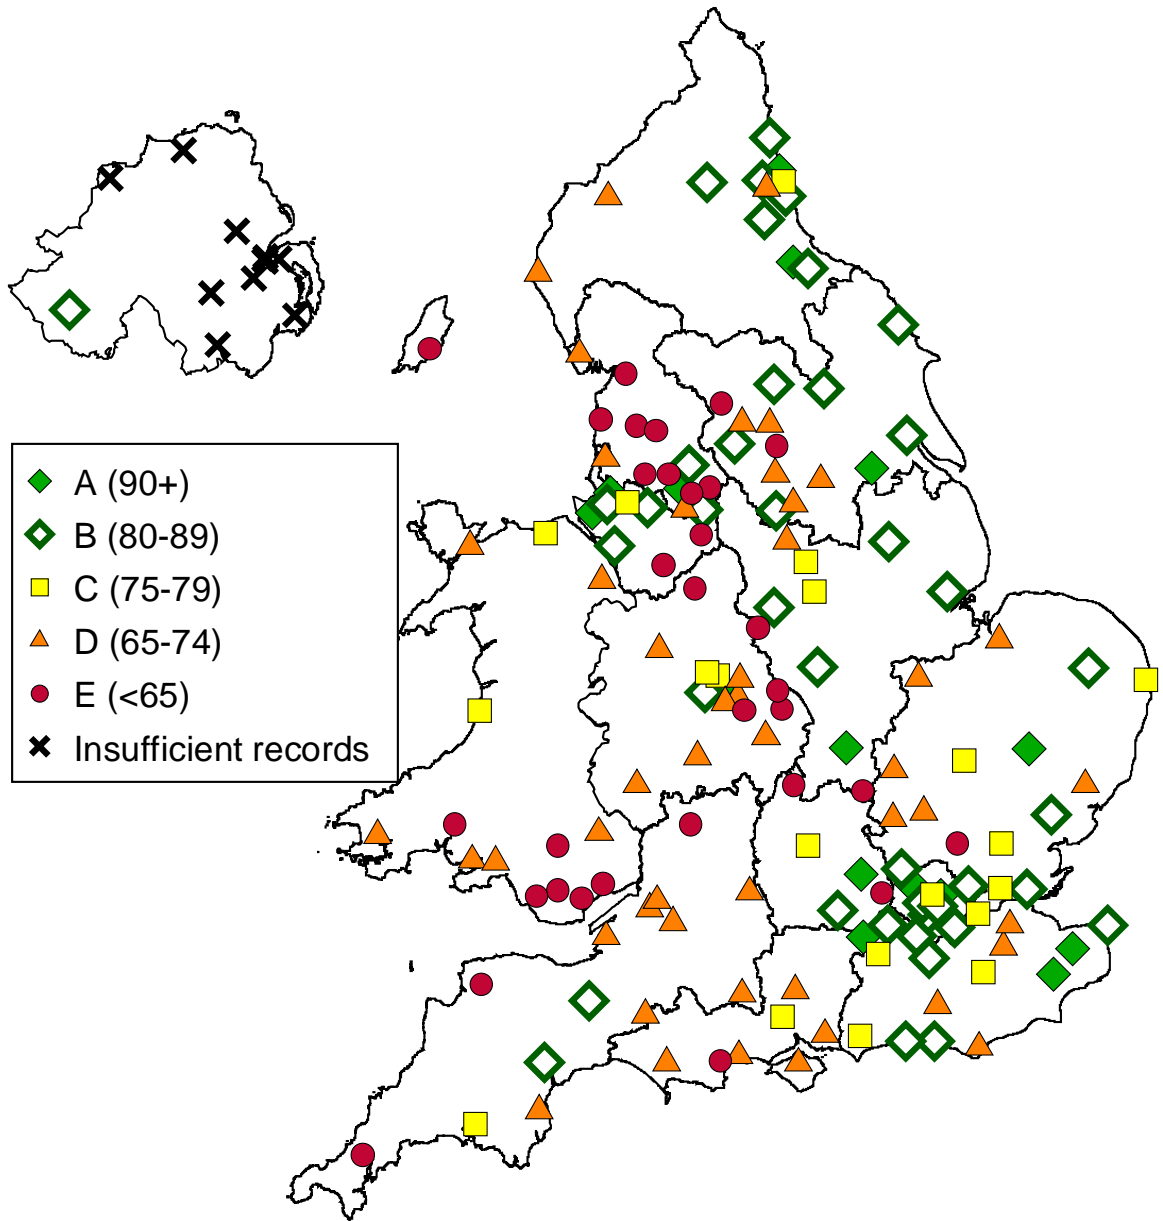 A (90+)
B (80-89)
C (75-79)
D (65-74)
E (<65)
Insufficient records